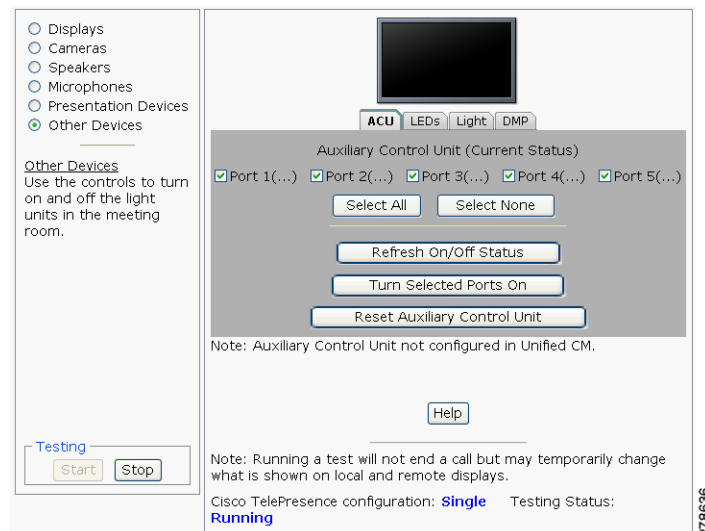 Displays
Cameras
Speakers
Microphones
Presentation Devices
Other Devices
Other Devices
Use the controls to turn
on and off the light
units in the meeting
room.
Testing
Start Stop
ACU LEDs Light DMP
Auxiliary Control Unit (Current Status)
Port 1(...) Port 2(...) Port 3(...) Port 4(...) Port 5(...)
Select All Select None
Refresh On/Off Status
Turn Selected Ports On
Reset Auxiliary Control Unit
Note: Auxiliary Control Unit not configured in Unified CM.
Help
Note: Running a test will not end a call but may temporarily change
what is shown on local and remote displays.
Cisco TelePresence configuration: Single Testing Status:
Running